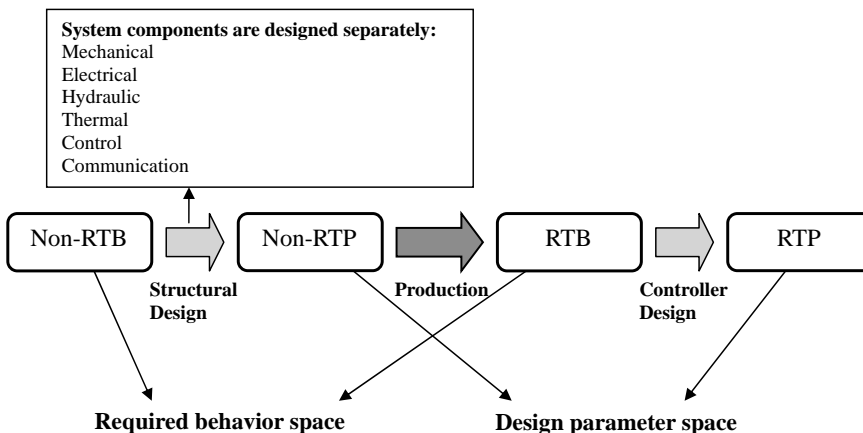 System components are designed separately:
Mechanical
Electrical
Hydraulic
Thermal
Control
Communication
Non-RTB
Non-RTP
RTB
RTP
Structural
Design
Production
Controller
Design
Required behavior space
Design parameter space